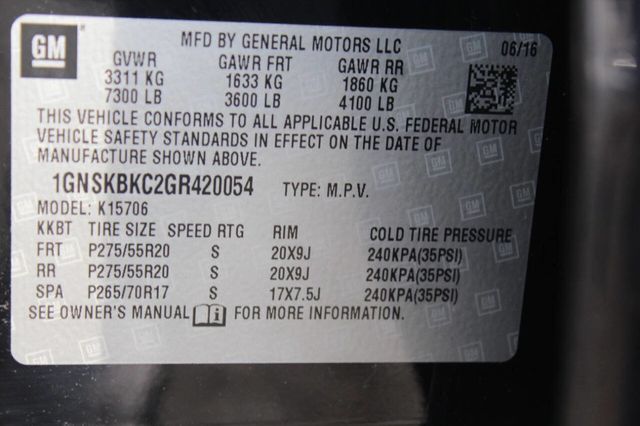 GM
MFD BY GENERAL MOTORS LLC 06/16
GVWR GAWR FRT GAWR RR
3311 KG 1633 KG 1860 KG
7300 LB 3600 LB 4100 LB
THIS VEHICLE CONFORMS TO ALL APPLICABLE U.S. FEDERAL MOTOR
VEHICLE SAFETY STANDARDS IN EFFECT ON THE DATE OF
MANUFACTURE SHOWN ABOVE.
1GNSKBKC2GR420054 TYPE: M.P.V.
MODEL: K15706
KKBT TIRE SIZE SPEED RTG RIM COLD TIRE PRESSURE
FRT P275/55R20 S 20X9J 240KPA(35PSI)
RR P275/55R20 S 20X9J 240KPA(35PSI)
SPA P265/70R17 S 17X7.5J 240KPA(35PSI)
SEE OWNER'S MANUAL FOR MORE INFORMATION.